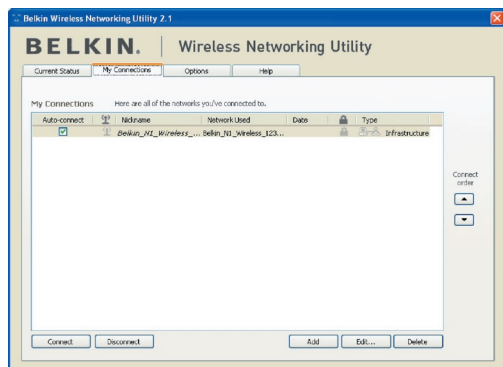 Belkin Wireless Networking Utility 2.1
BELKIN. Wireless Networking Utility
Current Status My Connections Options Help
My Connections Here are all of the networks you've connected to.
Auto-connect Nickname Network Used Date Type
Belkin_N1_Wireless_... Belkin_N1_Wireless_123... Infrastructure
Connect order
Connect Disconnect Add Edit... Delete